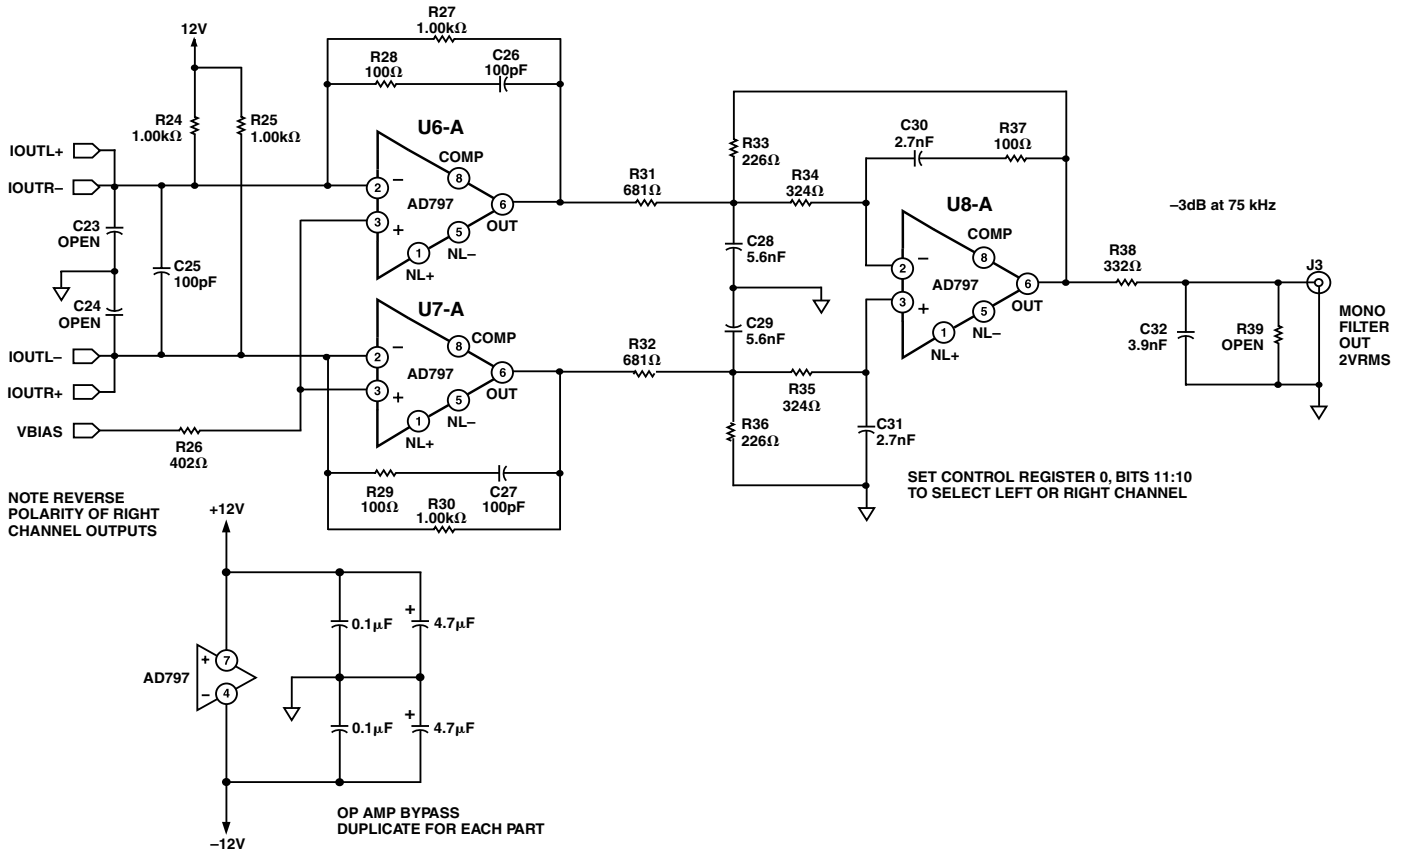 12V
R27
1.00kΩ
R28
100Ω
C26
100pF
R24
1.00kΩ
R25
1.00kΩ
IOUTL+
IOUTR–
C23
OPEN
C25
100pF
C24
OPEN
IOUTL–
IOUTR+
VBIAS
R26
402Ω
U6-A
COMP
8
2
–
AD797
6
OUT
3
+
5
NL–
1
NL+
U7-A
COMP
8
2
–
AD797
6
OUT
3
+
5
NL–
1
NL+
R29
100Ω
C27
100pF
R30
1.00kΩ
R31
681Ω
R32
681Ω
R33
226Ω
R34
324Ω
C28
5.6nF
C29
5.6nF
R35
324Ω
R36
226Ω
C31
2.7nF
C30
2.7nF
R37
100Ω
U8-A
COMP
8
2
–
AD797
6
OUT
3
+
5
NL–
1
NL+
–3dB at 75 kHz
R38
332Ω
J3
C32
3.9nF
R39
OPEN
MONO
FILTER
OUT
2VRMS
SET CONTROL REGISTER 0, BITS 11:10
TO SELECT LEFT OR RIGHT CHANNEL
NOTE REVERSE
POLARITY OF RIGHT
CHANNEL OUTPUTS
+12V
0.1μF
+
4.7μF
AD797
+
7
–
4
0.1μF
+
4.7μF
–12V
OP AMP BYPASS
DUPLICATE FOR EACH PART